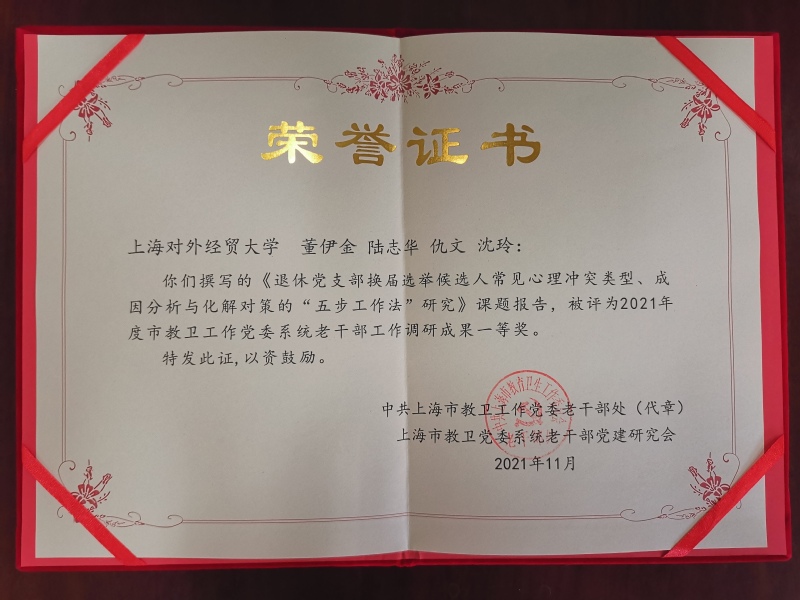 荣誉证书
上海对外经贸大学 董伊金 陆志华 仇文 沈玲：
你们撰写的《退休党支部换届选举候选人常见心理冲突类型、成
因分析与化解对策的“五步工作法”研究》课题报告，被评为2021年
度市教卫工作党委系统老干部工作调研成果一等奖。
特发此证，以资鼓励。
中共上海市教卫工作党委老干部处（代章）
上海市教卫党委系统老干部党建研究会
2021年11月